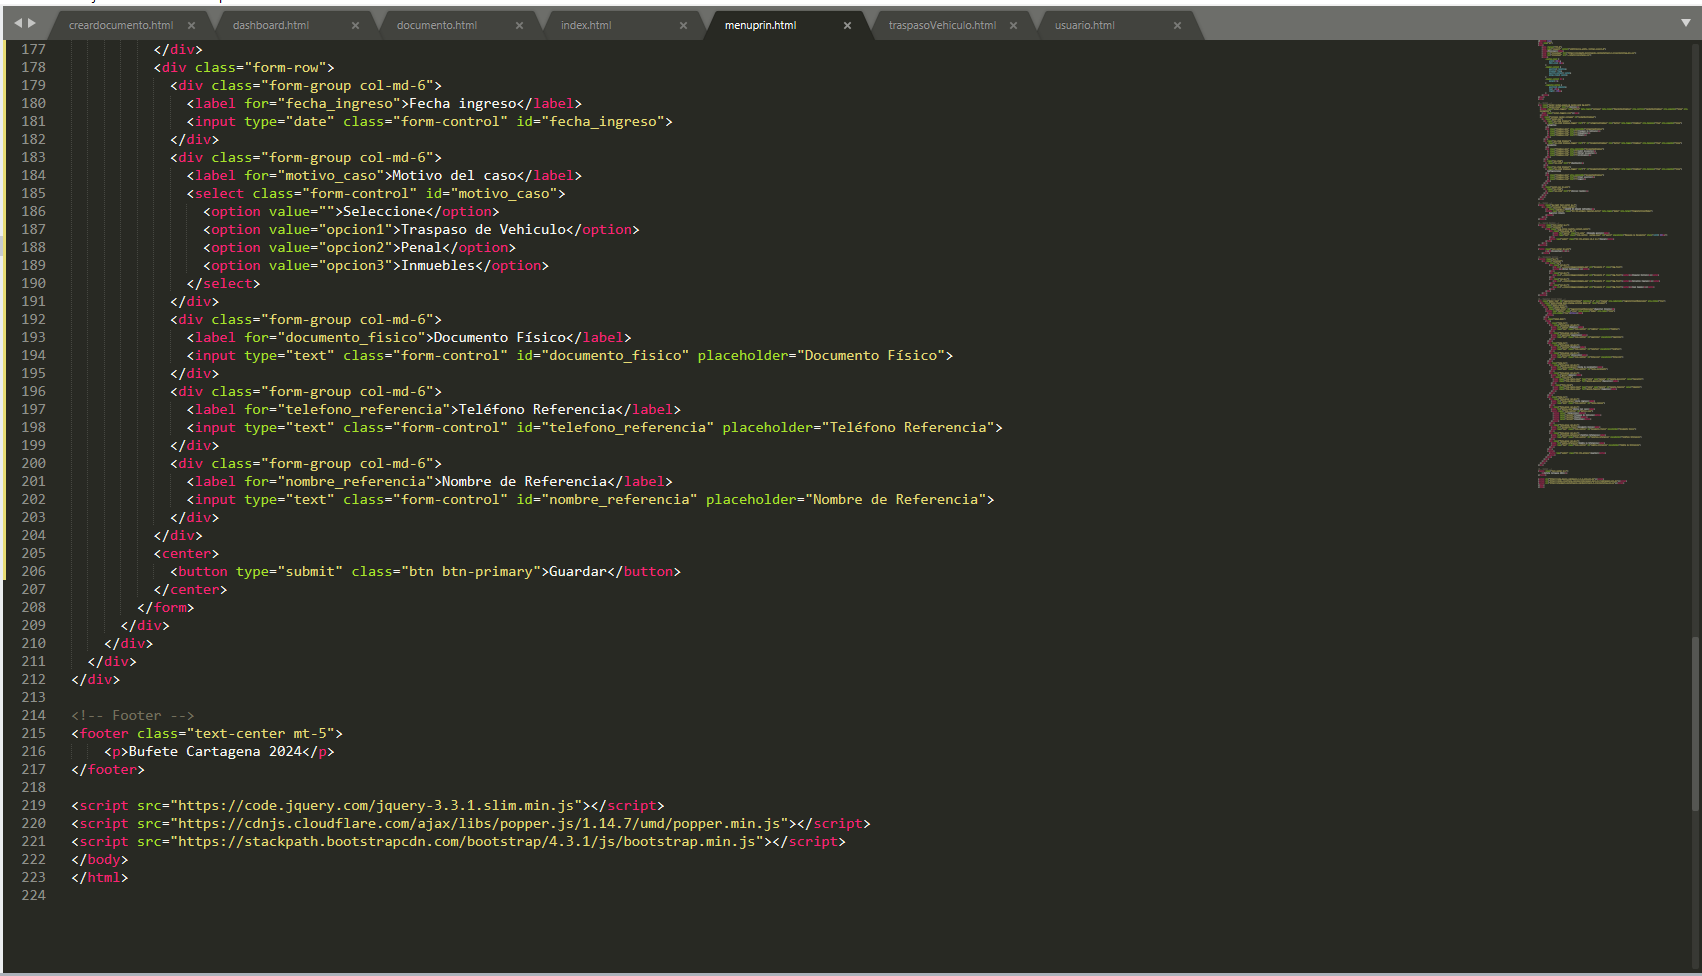 creardocumento.html × dashboard.html × documento.html × index.html × menuprin.html × traspasoVehiculo.html × usuario.html ×
177 </div>
178 <div class="form-row">
179 <div class="form-group col-md-6">
180 <label for="fecha_ingreso">Fecha ingreso</label>
181 <input type="date" class="form-control" id="fecha_ingreso">
182 </div>
183 <div class="form-group col-md-6">
184 <label for="motivo_caso">Motivo del caso</label>
185 <select class="form-control" id="motivo_caso">
186 <option value="">Seleccione</option>
187 <option value="opcion1">Traspaso de Vehiculo</option>
188 <option value="opcion2">Penal</option>
189 <option value="opcion3">Inmuebles</option>
190 </select>
191 </div>
192 <div class="form-group col-md-6">
193 <label for="documento_fisico">Documento Físico</label>
194 <input type="text" class="form-control" id="documento_fisico" placeholder="Documento Físico">
195 </div>
196 <div class="form-group col-md-6">
197 <label for="telefono_referencia">Teléfono Referencia</label>
198 <input type="text" class="form-control" id="telefono_referencia" placeholder="Teléfono Referencia">
199 </div>
200 <div class="form-group col-md-6">
201 <label for="nombre_referencia">Nombre de Referencia</label>
202 <input type="text" class="form-control" id="nombre_referencia" placeholder="Nombre de Referencia">
203 </div>
204 </div>
205 <center>
206 <button type="submit" class="btn btn-primary">Guardar</button>
207 </center>
208 </form>
209 </div>
210 </div>
211 </div>
212 </div>
213
214 <!-- Footer -->
215 <footer class="text-center mt-5">
216 <p>Bufete Cartagena 2024</p>
217 </footer>
218
219 <script src="https://code.jquery.com/jquery-3.3.1.slim.min.js"></script>
220 <script src="https://cdnjs.cloudflare.com/ajax/libs/popper.js/1.14.7/umd/popper.min.js"></script>
221 <script src="https://stackpath.bootstrapcdn.com/bootstrap/4.3.1/js/bootstrap.min.js"></script>
222 </body>
223 </html>
224